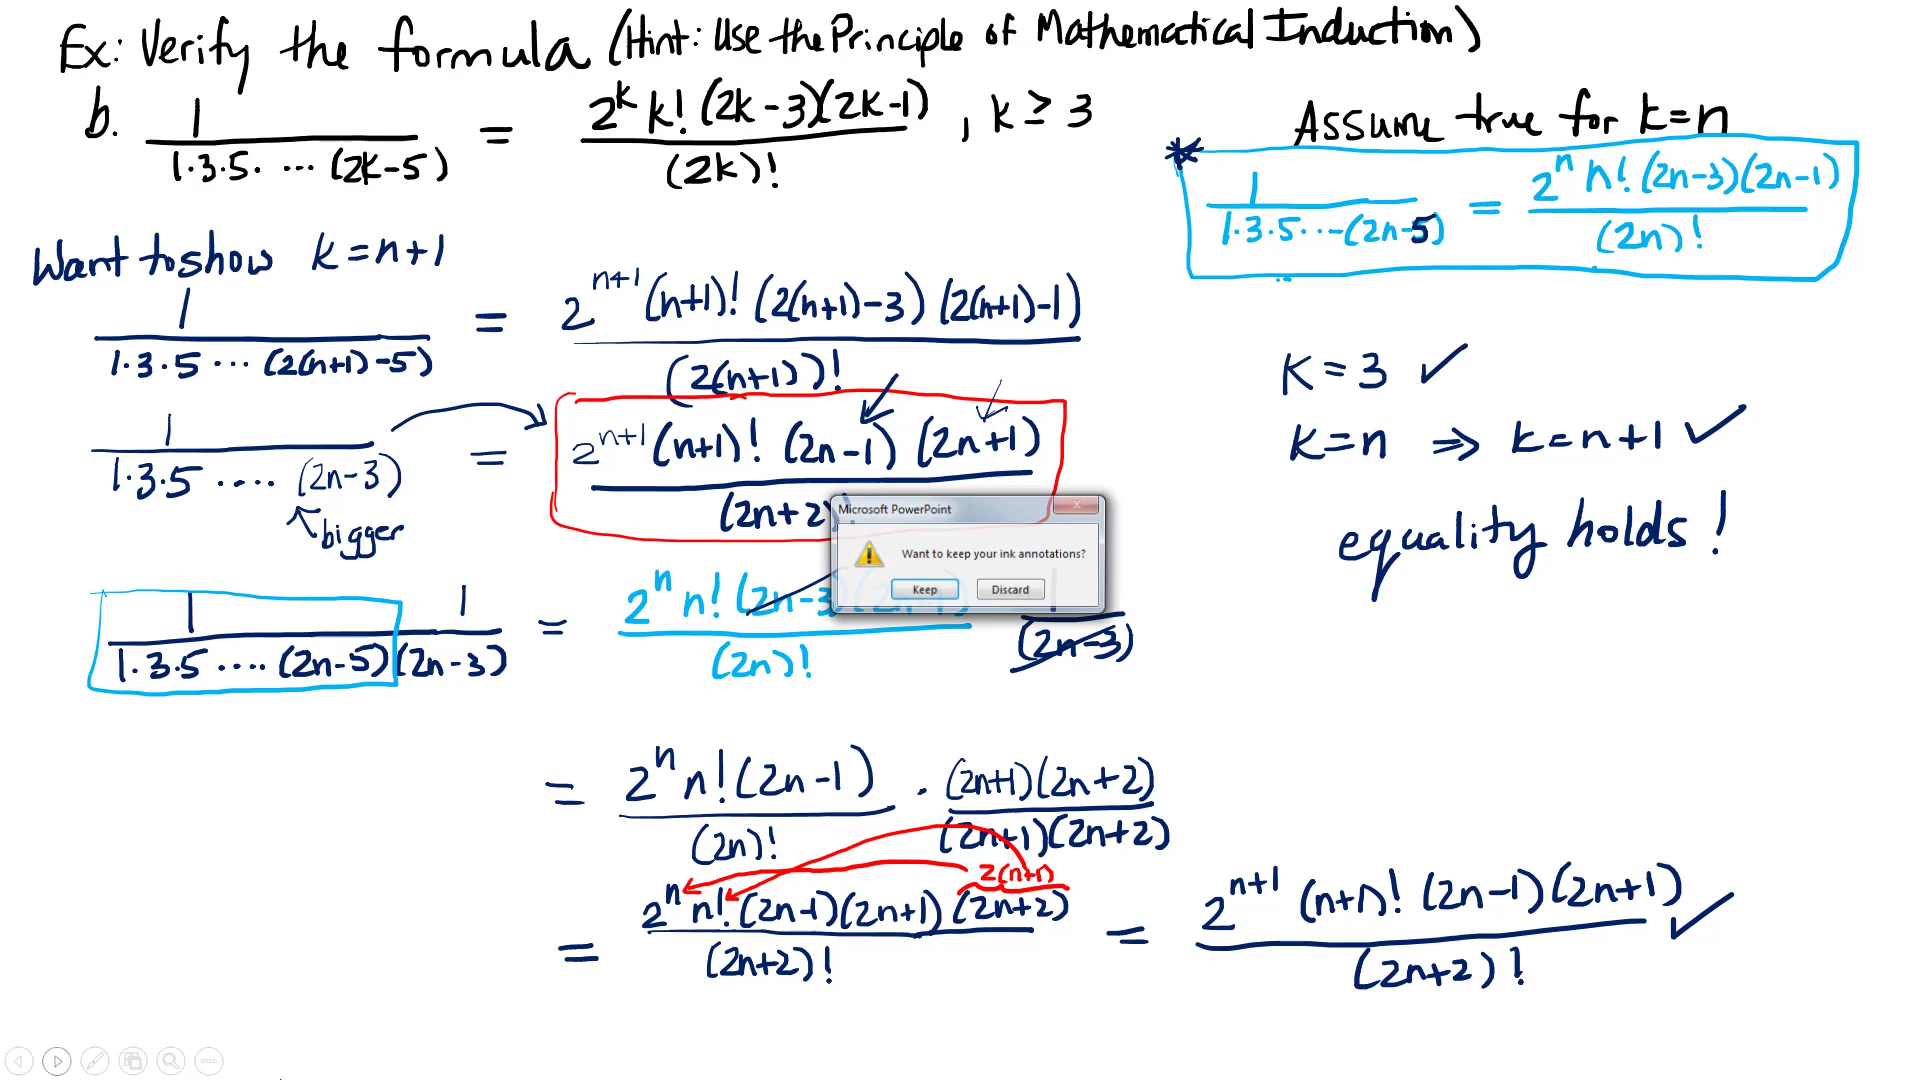 Ex: Verify the formula (Hint: Use the Principle of Mathematical Induction)
b. 1/(1·3·5· ··· (2k-5)) = 2^k k! (2k-3)(2k-1)/(2k)! , k ≥ 3
Assume true for k=n
* 1/(1·3·5···(2n-5)) = 2^n n! (2n-3)(2n-1)/(2n)!
Want to show k=n+1
1/(1·3·5 ··· (2(n+1)-5)) = 2^(n+1) (n+1)! (2(n+1)-3) (2(n+1)-1)/(2(n+1))!
K=3 ✓
k=n ⇒ k=n+1 ✓
equality holds!
1/(1·3·5 ···· (2n-3)) = 2^(n+1) (n+1)! (2n-1) (2n+1)/(2n+2)!
bigger
Microsoft PowerPoint
Want to keep your ink annotations?
Keep Discard
1/(1·3·5 ···· (2n-5)) 1/(2n-3) = 2^n n! (2n-3)(2n-1)/(2n)! 1/(2n-3)
= 2^n n! (2n-1)/(2n)! · (2n+1)(2n+2)/(2n+1)(2n+2)
2(n+1)
= 2^n n! (2n-1)(2n+1)(2n+2)/(2n+2)! = 2^(n+1) (n+1)! (2n-1)(2n+1)/(2n+2)! ✓